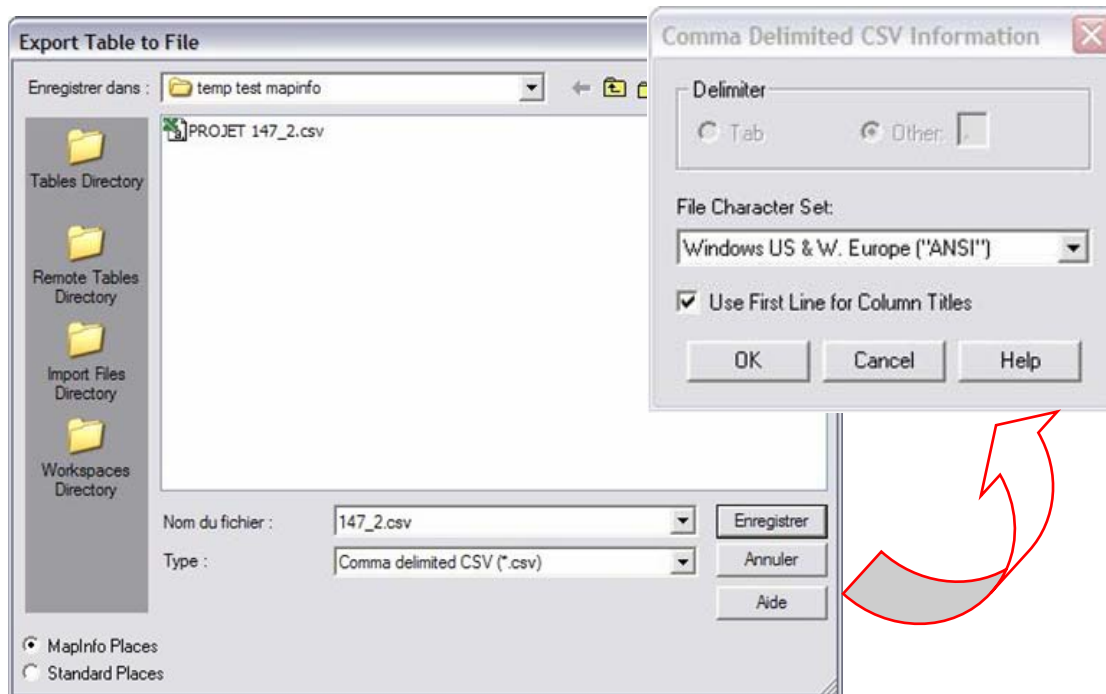 Export Table to File
Enregistrer dans :
temp test mapinfo
PROJET 147_2.csv
Tables Directory
Remote Tables
Directory
Import Files
Directory
Workspaces
Directory
Nom du fichier :
147_2.csv
Enregistrer
Type :
Comma delimited CSV (*.csv)
Annuler
Aide
MapInfo Places
Standard Places
Comma Delimited CSV Information
Delimiter
Tab
Other:
,
File Character Set:
Windows US & W. Europe ("ANSI")
Use First Line for Column Titles
OK
Cancel
Help